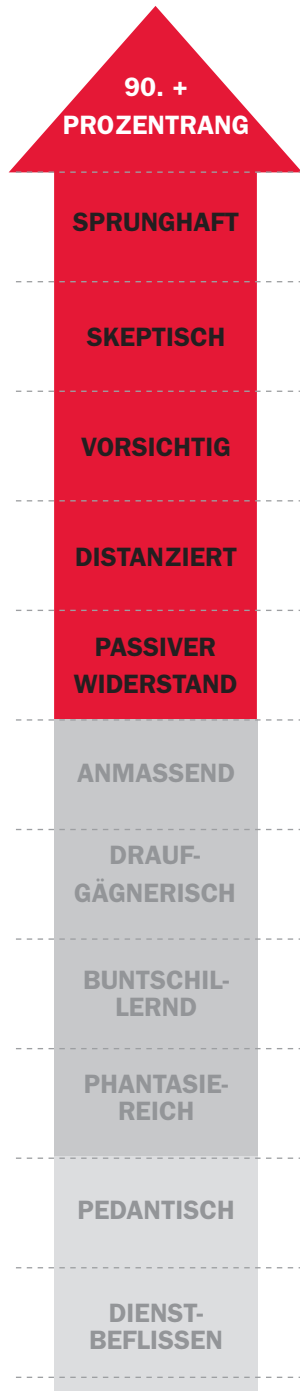 90. +
PROZENTRANG
SPRUNGHAFT
SKEPTISCH
VORSICHTIG
DISTANZIERT
PASSIVER
WIDERSTAND
ANMASSEND
DRAUF-
GÄGNERISCH
BUNTSCHIL-
LERND
PHANTASIE-
REICH
PEDANTISCH
DIENST-
BEFLISSEN